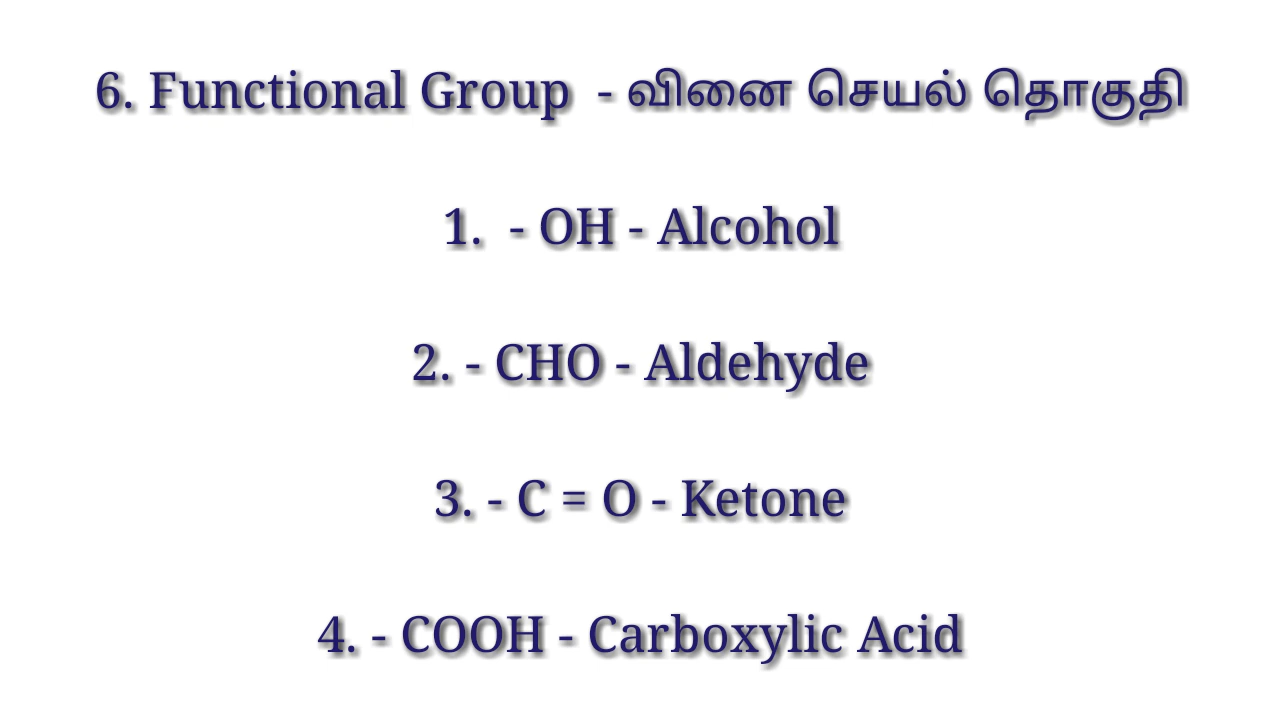 6. Functional Group - வினை செயல் தொகுதி
1. - OH - Alcohol
2. - CHO - Aldehyde
3. - C = O - Ketone
4. - COOH - Carboxylic Acid